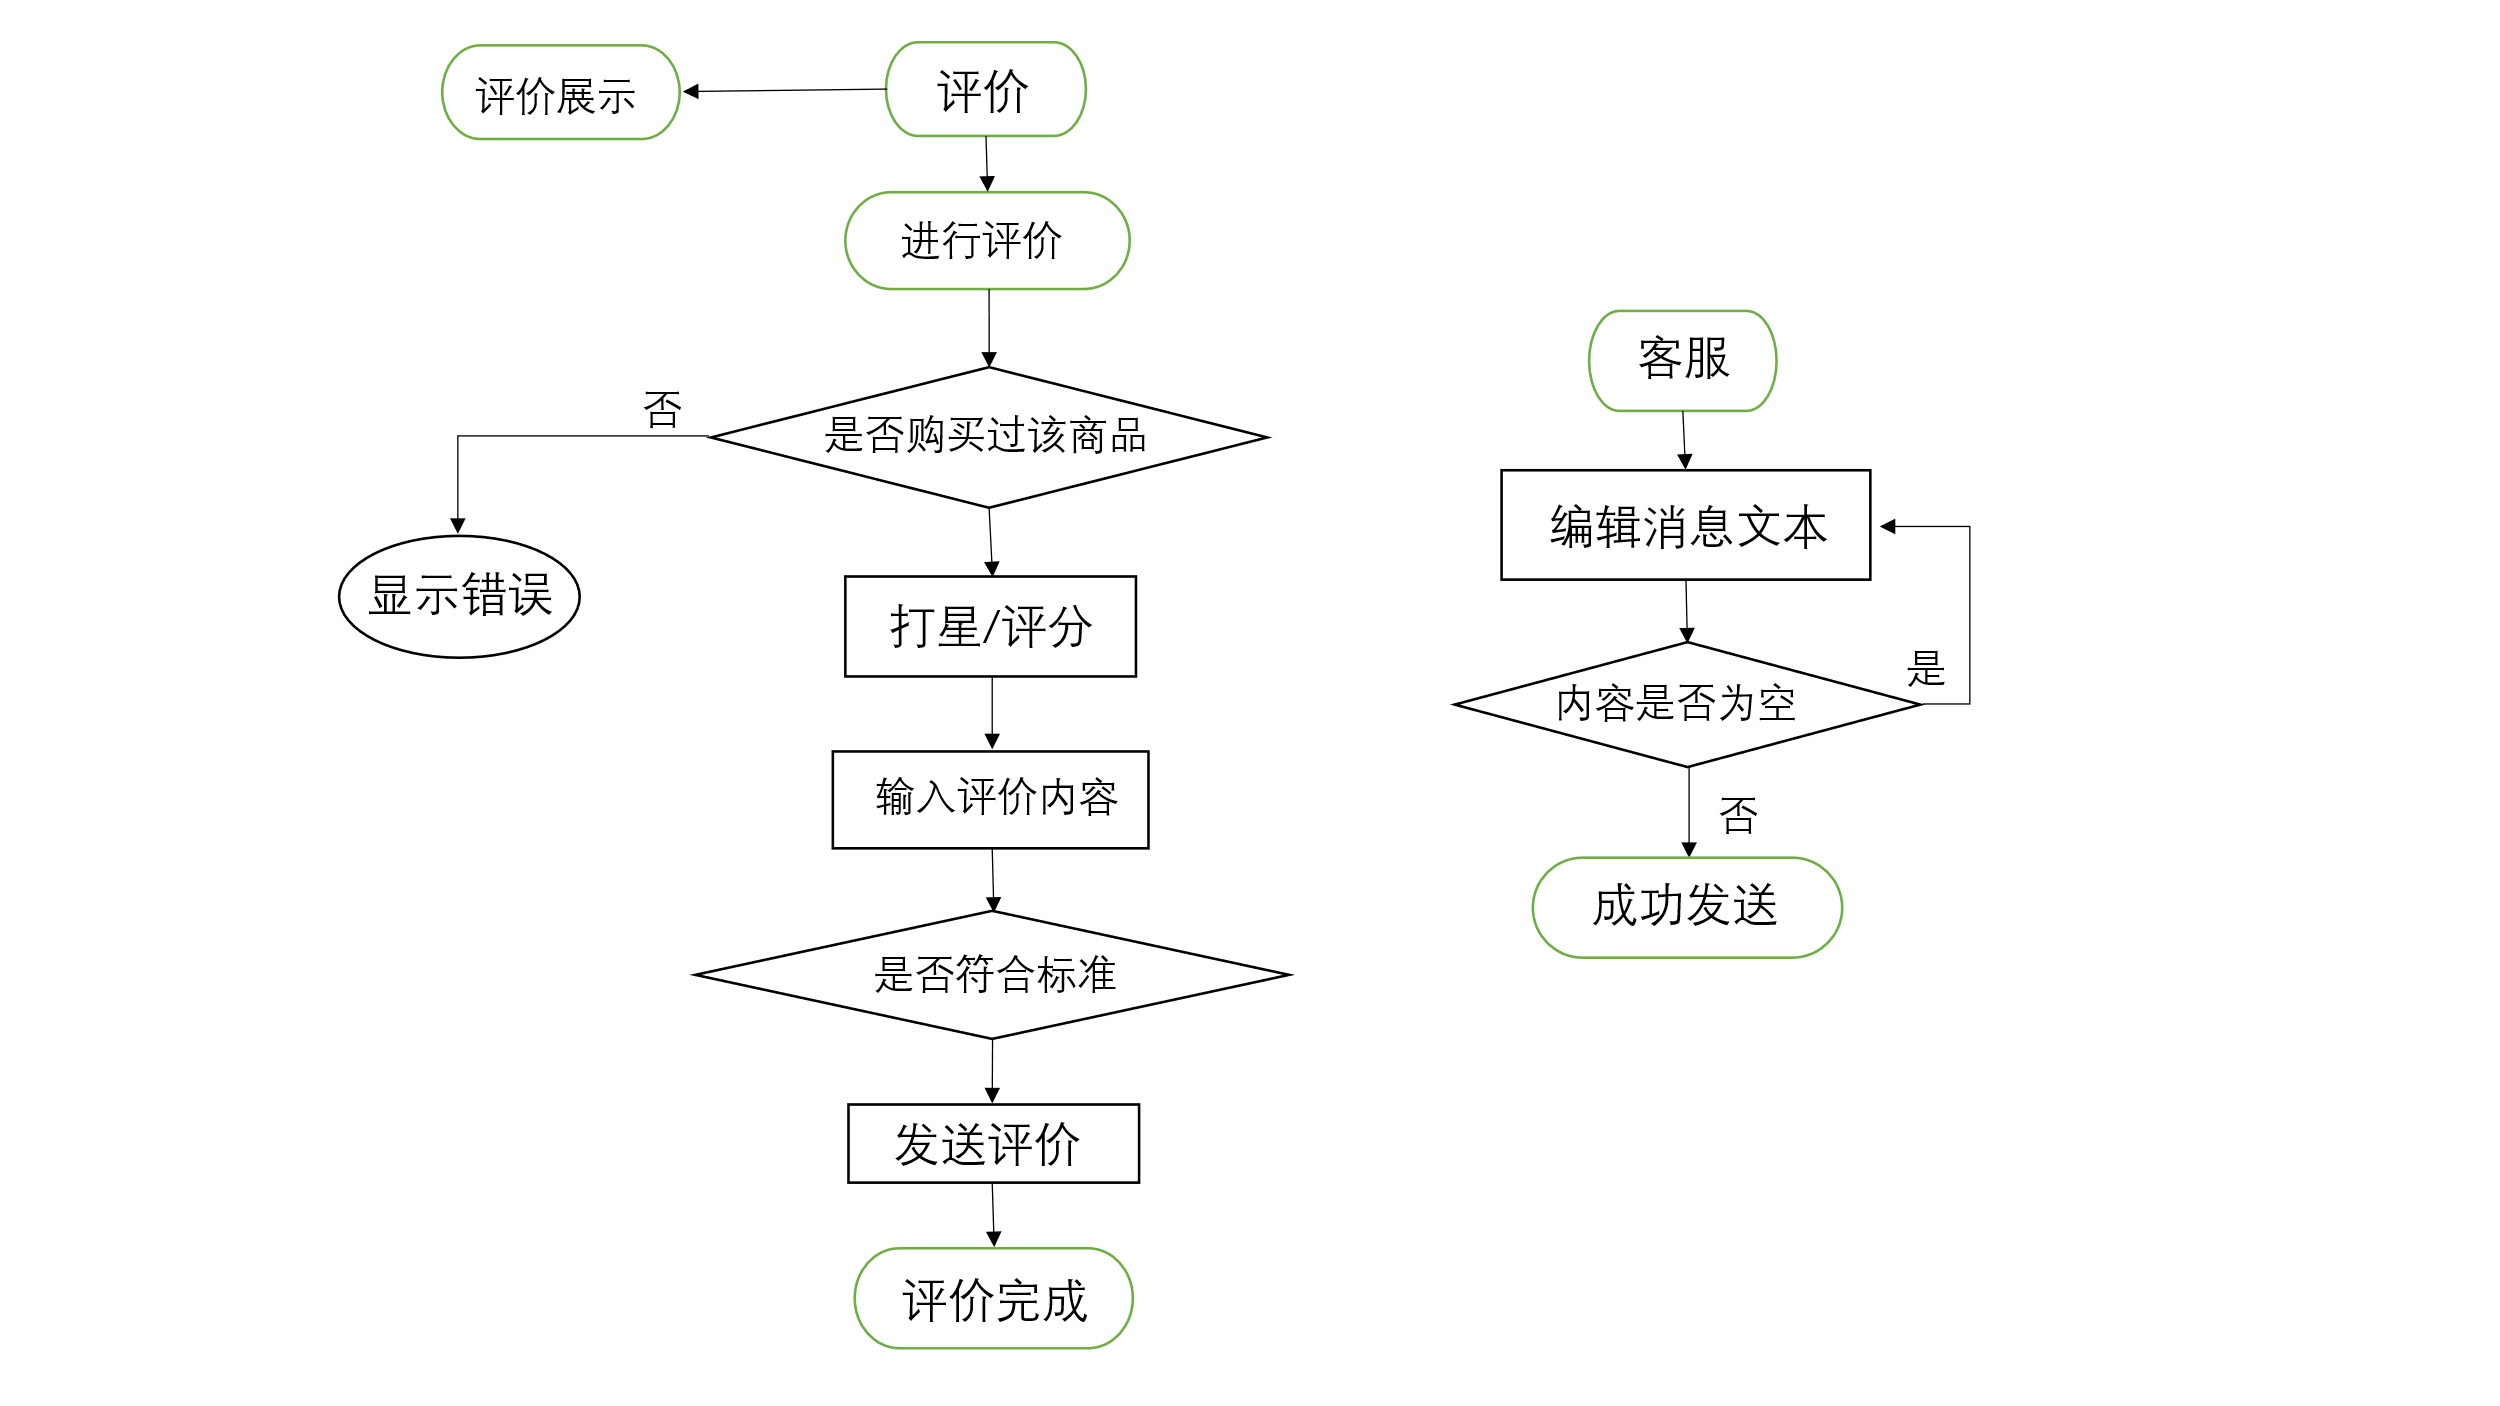 评价展示
评价
进行评价
否
是否购买过该商品
显示错误
打星/评分
输入评价内容
是否符合标准
发送评价
评价完成
客服
编辑消息文本
内容是否为空
是
否
成功发送